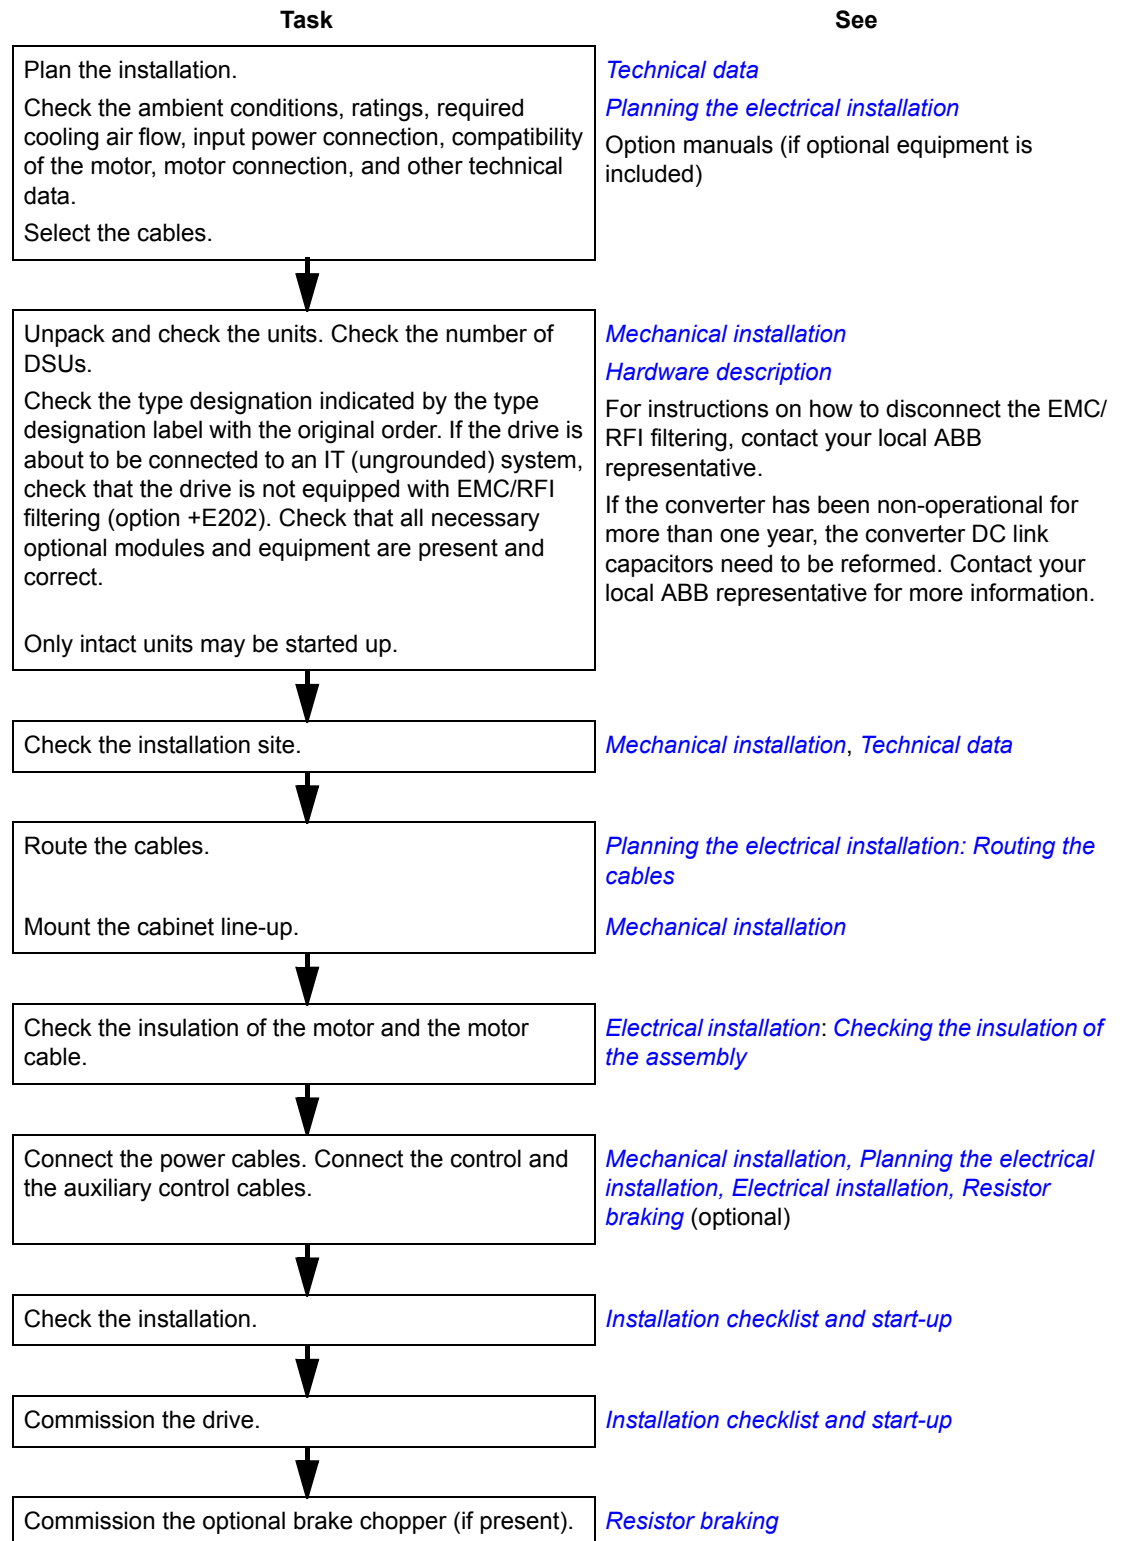 Task
See
Plan the installation.
Check the ambient conditions, ratings, required
cooling air flow, input power connection, compatibility
of the motor, motor connection, and other technical
data.
Select the cables.
Technical data
Planning the electrical installation
Option manuals (if optional equipment is
included)
Unpack and check the units. Check the number of
DSUs.
Check the type designation indicated by the type
designation label with the original order. If the drive is
about to be connected to an IT (ungrounded) system,
check that the drive is not equipped with EMC/RFI
filtering (option +E202). Check that all necessary
optional modules and equipment are present and
correct.
Only intact units may be started up.
Mechanical installation
Hardware description
For instructions on how to disconnect the EMC/
RFI filtering, contact your local ABB
representative.
If the converter has been non-operational for
more than one year, the converter DC link
capacitors need to be reformed. Contact your
local ABB representative for more information.
Check the installation site.
Mechanical installation, Technical data
Route the cables.
Planning the electrical installation: Routing the
cables
Mount the cabinet line-up.
Mechanical installation
Check the insulation of the motor and the motor
cable.
Electrical installation: Checking the insulation of
the assembly
Connect the power cables. Connect the control and
the auxiliary control cables.
Mechanical installation, Planning the electrical
installation, Electrical installation, Resistor
braking (optional)
Check the installation.
Installation checklist and start-up
Commission the drive.
Installation checklist and start-up
Commission the optional brake chopper (if present).
Resistor braking